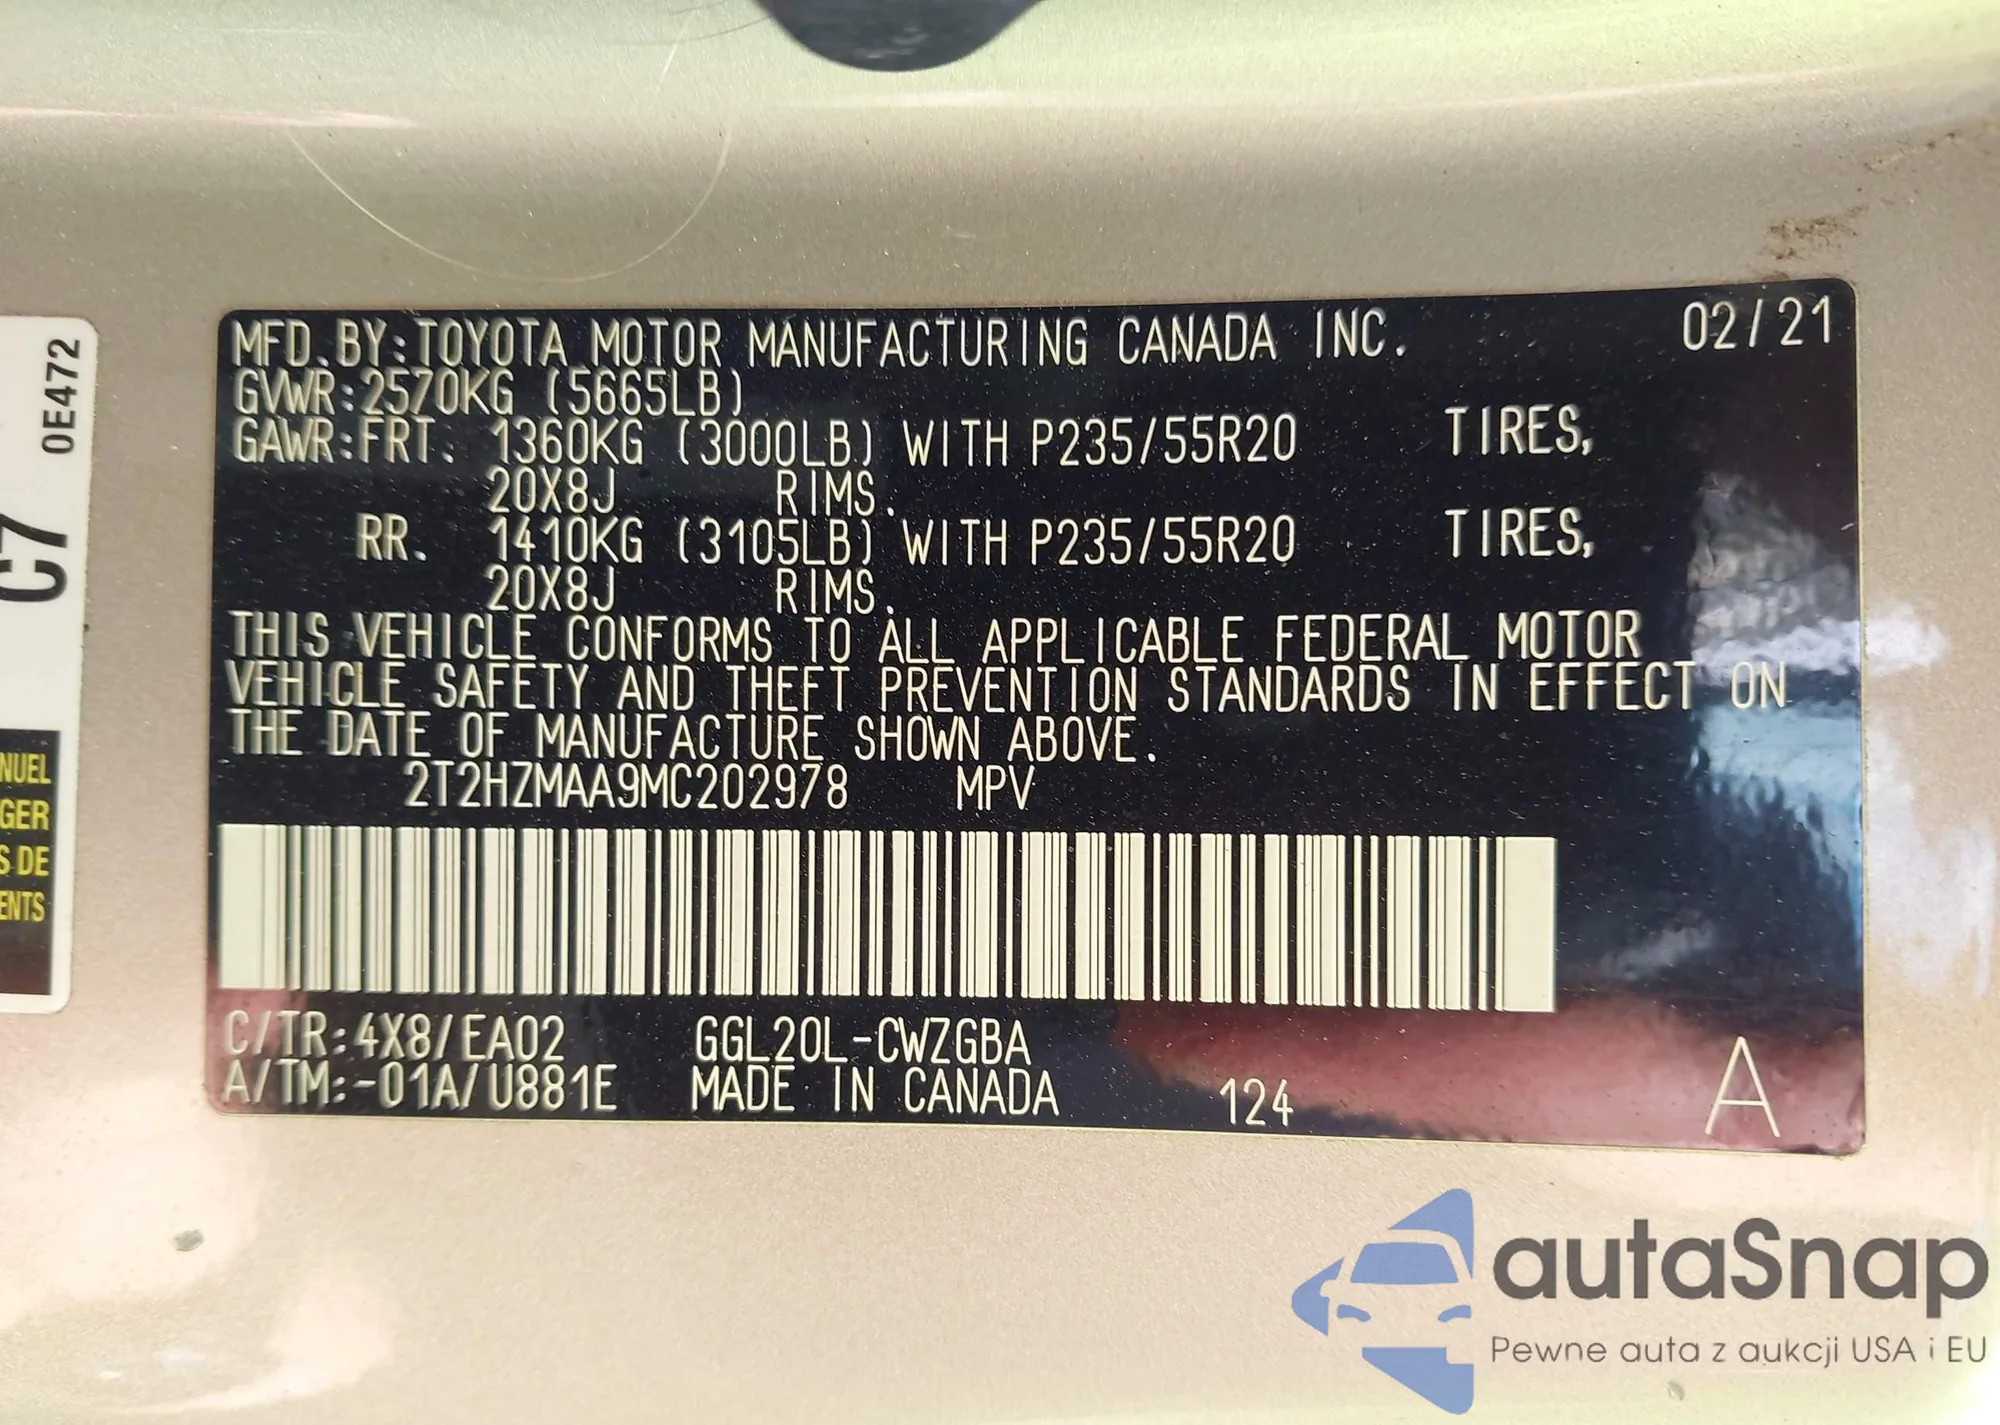 MFD.BY:TOYOTA MOTOR MANUFACTURING CANADA INC. 02/21
GVWR:2570KG (5665LB)
GAWR:FRT. 1360KG (3000LB) WITH P235/55R20 TIRES,
20X8J RIMS.
RR. 1410KG (3105LB) WITH P235/55R20 TIRES,
20X8J RIMS.
THIS VEHICLE CONFORMS TO ALL APPLICABLE FEDERAL MOTOR
VEHICLE SAFETY AND THEFT PREVENTION STANDARDS IN EFFECT ON
THE DATE OF MANUFACTURE SHOWN ABOVE.
2T2HZMAA9MC202978 MPV
C/TR:4X8/EA02 GGL20L-CWZGBA
A/TM:-01A/U881E MADE IN CANADA 124 A
0E472
C7
NUEL
GER
S DE
ENTS
autaSnap
Pewne auta z aukcji USA i EU